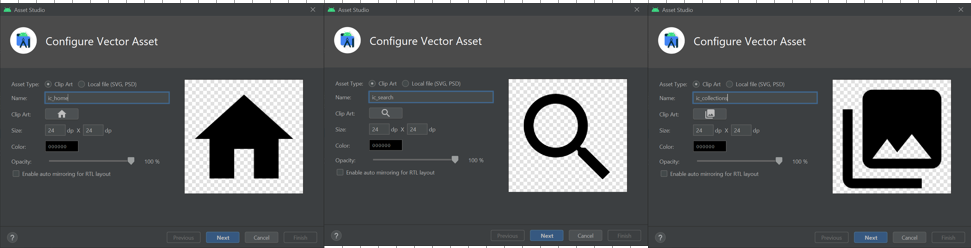 Asset Studio
Configure Vector Asset
Asset Type: Clip Art Local file (SVG, PSD)
Name: ic_home
Clip Art:
Size: 24 dp X 24 dp
Color: 000000
Opacity: 100 %
Enable auto mirroring for RTL layout
? Previous Next Cancel Finish
Asset Studio
Configure Vector Asset
Asset Type: Clip Art Local file (SVG, PSD)
Name: ic_search
Clip Art:
Size: 24 dp X 24 dp
Color: 000000
Opacity: 100 %
Enable auto mirroring for RTL layout
? Previous Next Cancel Finish
Asset Studio
Configure Vector Asset
Asset Type: Clip Art Local file (SVG, PSD)
Name: ic_collections
Clip Art:
Size: 24 dp X 24 dp
Color: 000000
Opacity: 100 %
Enable auto mirroring for RTL layout
? Previous Next Cancel Finish